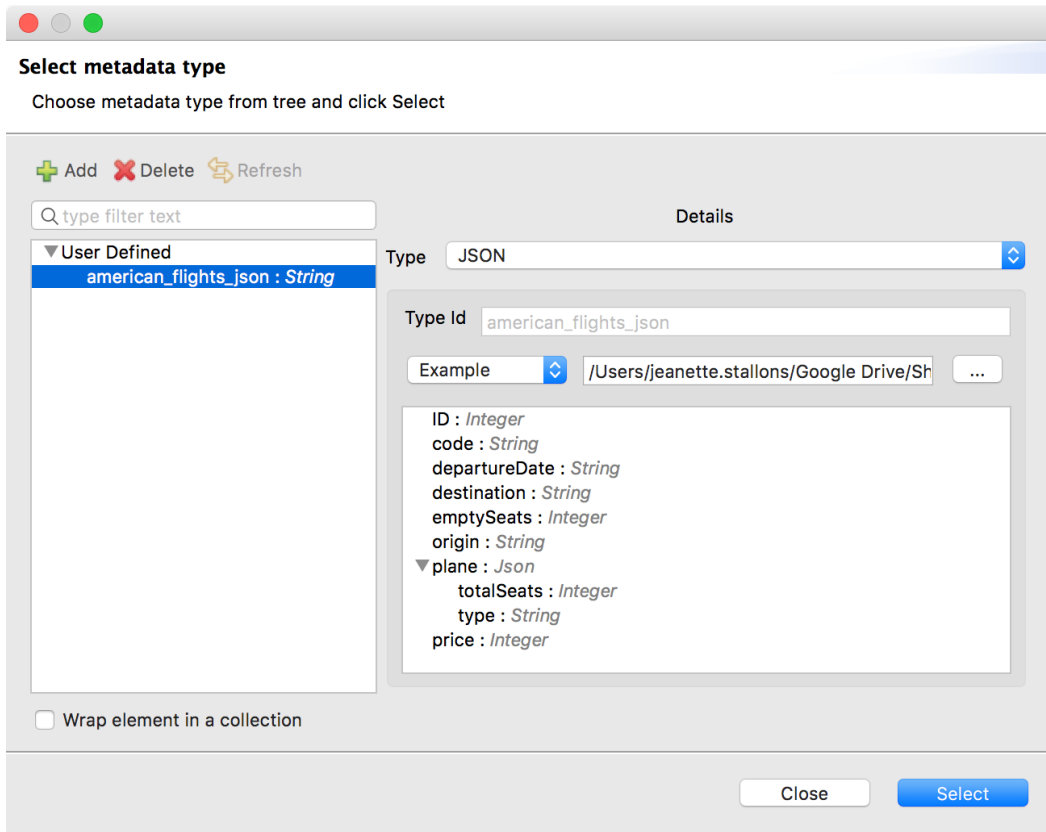 Select metadata type
Choose metadata type from tree and click Select
Add Delete Refresh
type filter text
Details
User Defined
american_flights_json : String
Type JSON
Type Id american_flights_json
Example /Users/jeanette.stallons/Google Drive/Sh ...
ID : Integer
code : String
departureDate : String
destination : String
emptySeats : Integer
origin : String
plane : Json
totalSeats : Integer
type : String
price : Integer
Wrap element in a collection
Close Select